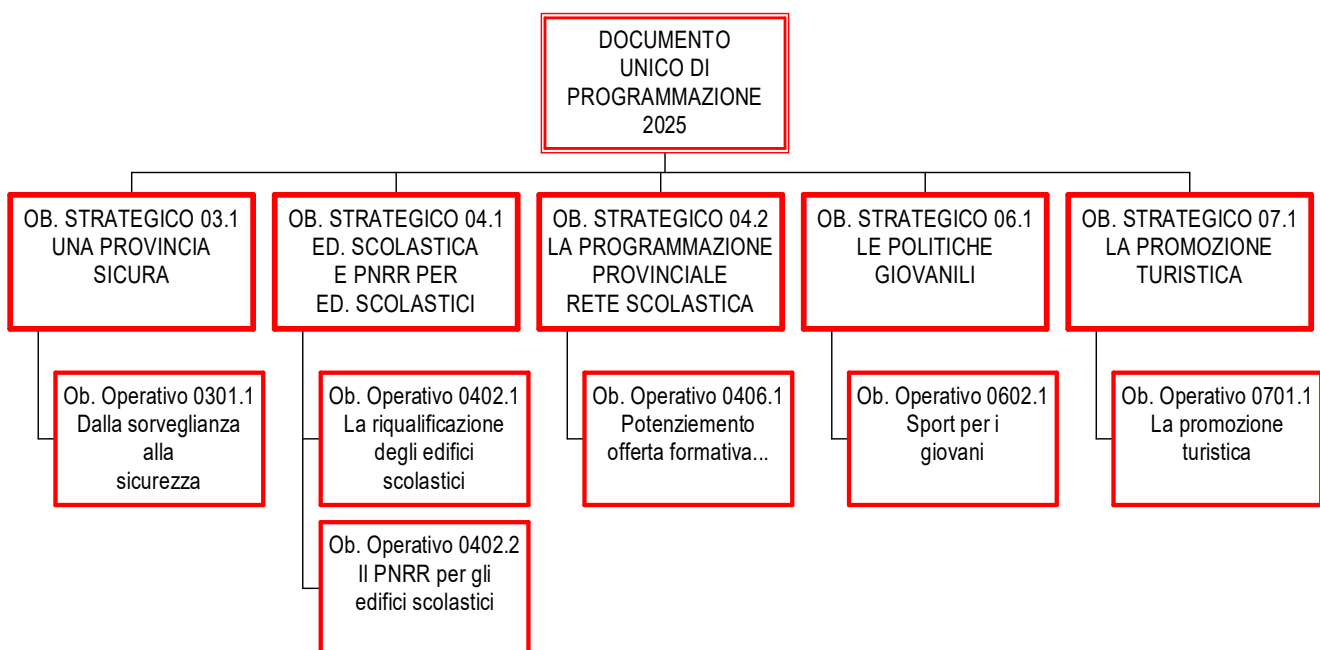 DOCUMENTO
UNICO DI
PROGRAMMAZIONE
2025
OB. STRATEGICO 03.1
UNA PROVINCIA
SICURA
OB. STRATEGICO 04.1
ED. SCOLASTICA
E PNRR PER
ED. SCOLASTICI
OB. STRATEGICO 04.2
LA PROGRAMMAZIONE
PROVINCIALE
RETE SCOLASTICA
OB. STRATEGICO 06.1
LE POLITICHE
GIOVANILI
OB. STRATEGICO 07.1
LA PROMOZIONE
TURISTICA
Ob. Operativo 0301.1
Dalla sorveglianza
alla
sicurezza
Ob. Operativo 0402.1
La riqualificazione
degli edifici
scolastici
Ob. Operativo 0406.1
Potenziemento
offerta formativa...
Ob. Operativo 0602.1
Sport per i
giovani
Ob. Operativo 0701.1
La promozione
turistica
Ob. Operativo 0402.2
Il PNRR per gli
edifici scolastici